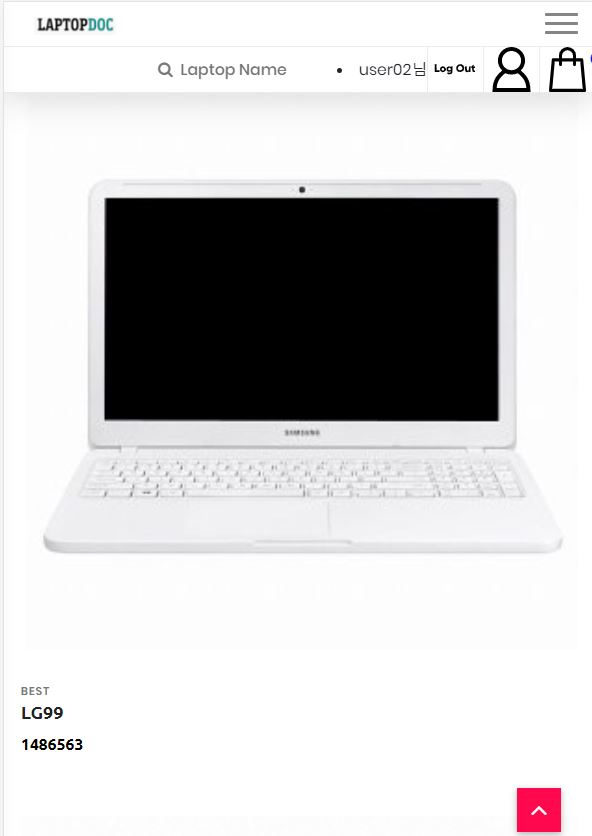 LAPTOPDOC
Laptop Name
• user02님
Log Out
SAMSUNG
BEST
LG99
1486563